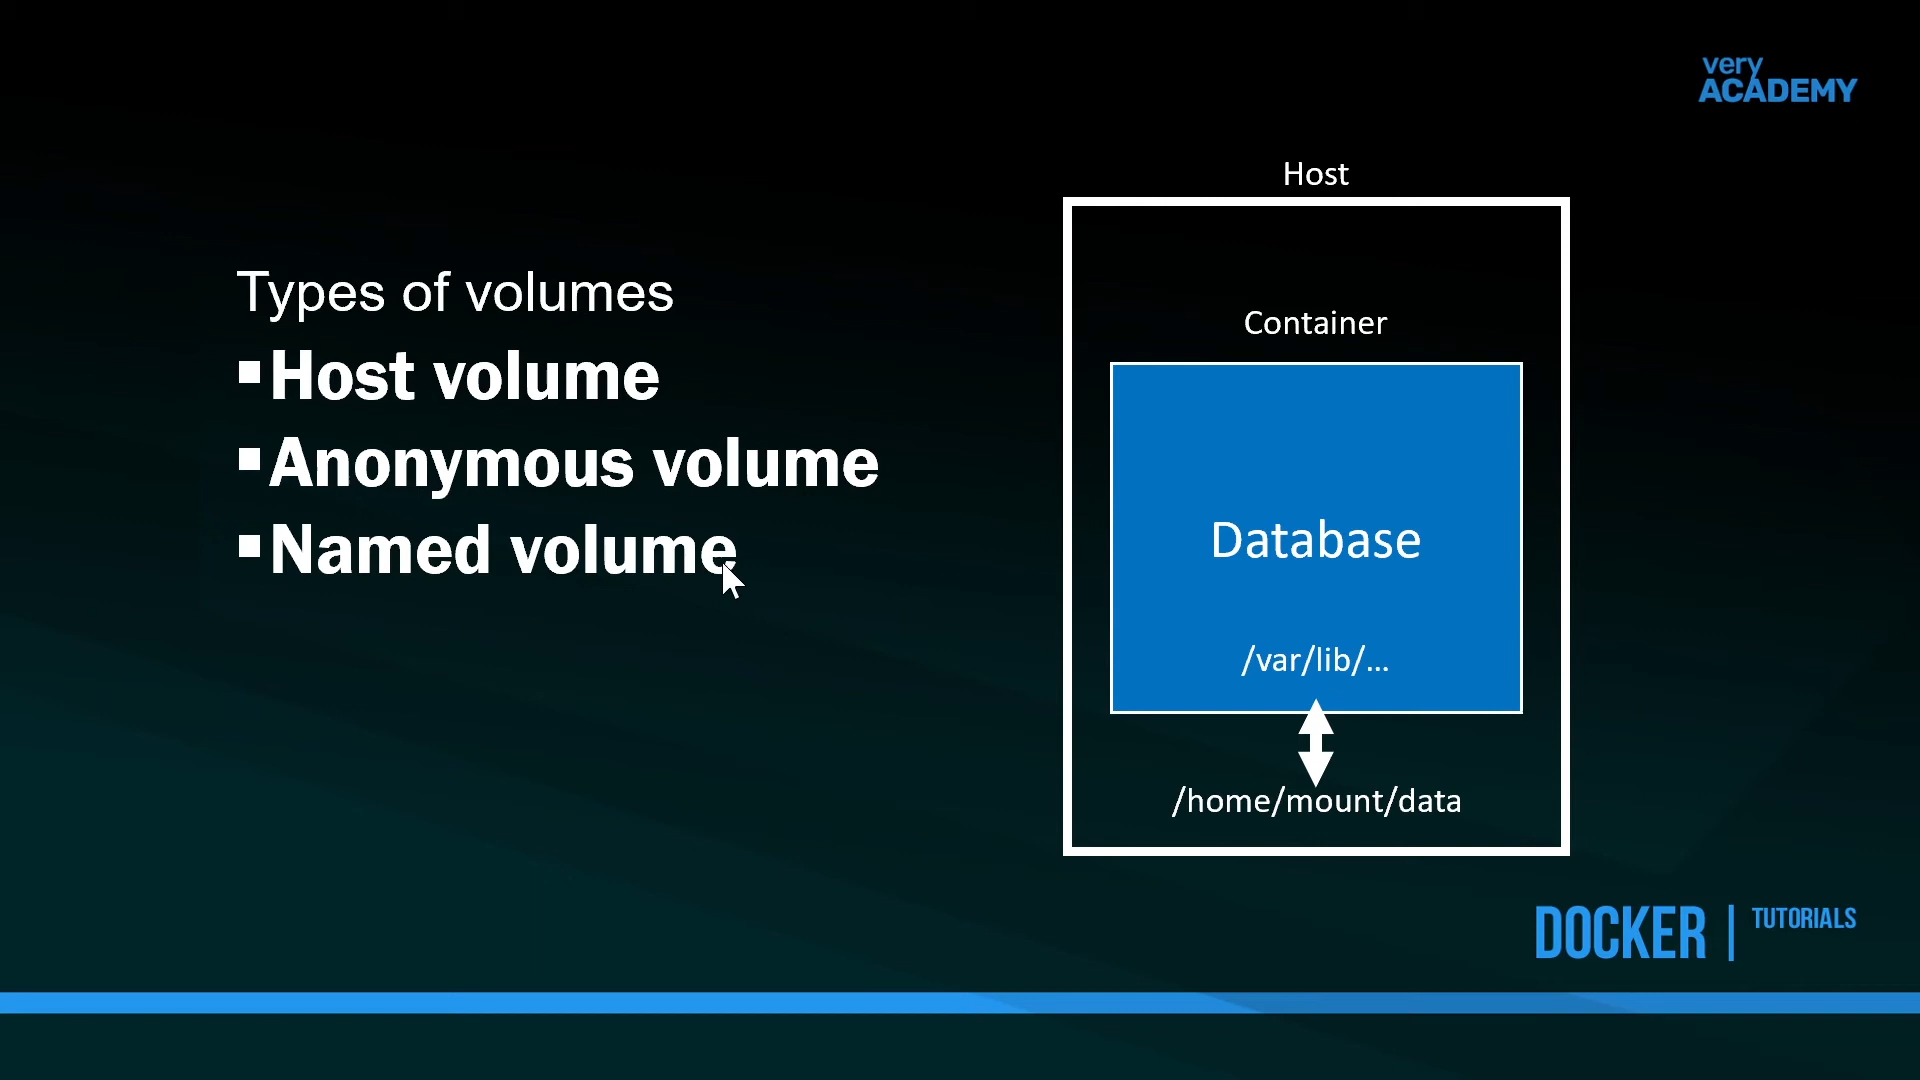 very
ACADEMY
Types of volumes
▪Host volume
▪Anonymous volume
▪Named volume
Host
Container
Database
/var/lib/...
/home/mount/data
DOCKER | TUTORIALS